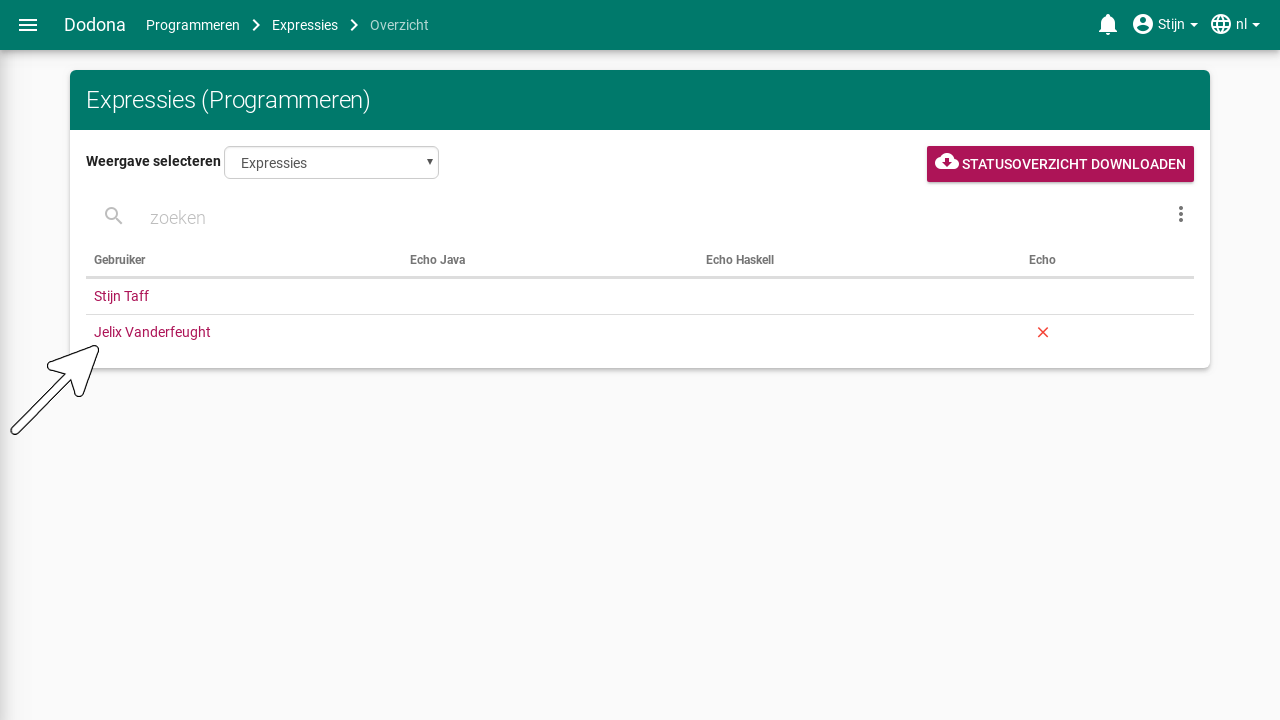 Dodona Programmeren Expressies Overzicht Stijn nl
Expressies (Programmeren)
Weergave selecteren Expressies STATUSOVERZICHT DOWNLOADEN
zoeken
Gebruiker Echo Java Echo Haskell Echo
Stijn Taff
Jelix Vanderfeught